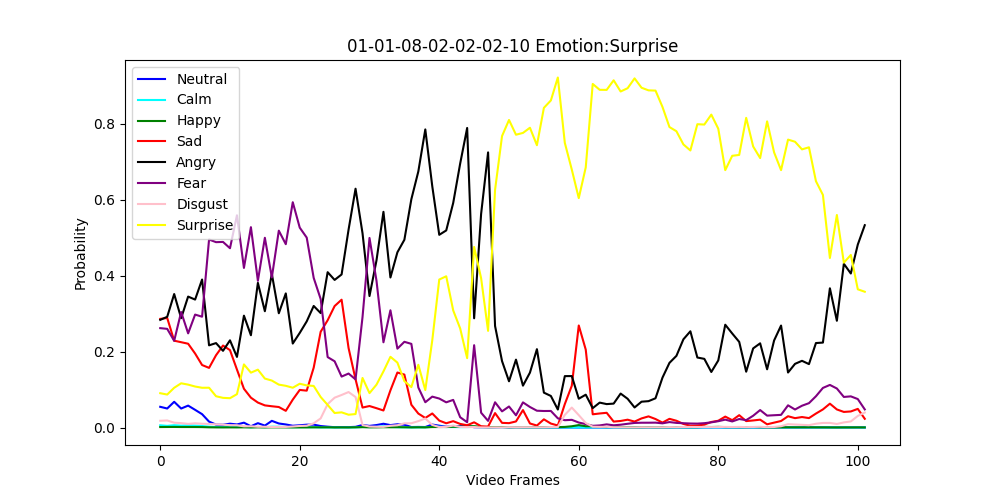 01-01-08-02-02-02-10 Emotion:Surprise
Neutral
Calm
Happy
Sad
Angry
Fear
Disgust
Surprise
Probability
0.8
0.6
0.4
0.2
0.0
0 20 40 60 80 100
Video Frames